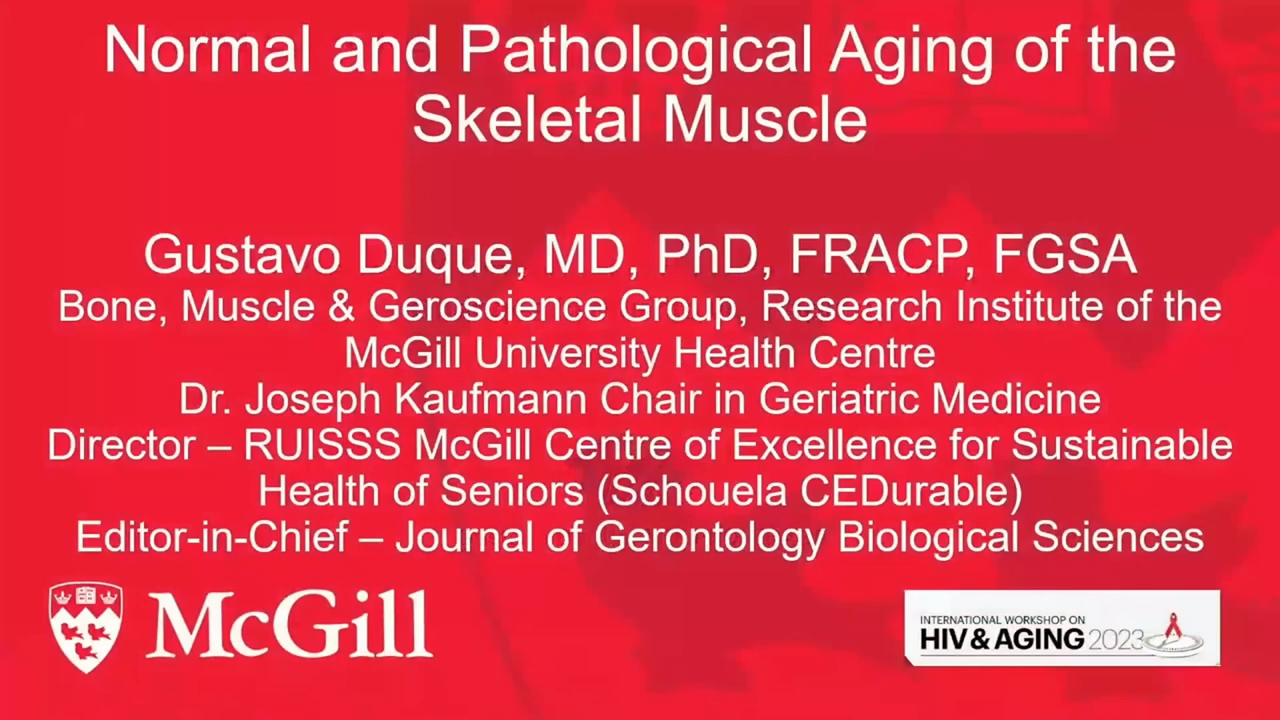 Normal and Pathological Aging of the
Skeletal Muscle
Gustavo Duque, MD, PhD, FRACP, FGSA
Bone, Muscle & Geroscience Group, Research Institute of the
McGill University Health Centre
Dr. Joseph Kaufmann Chair in Geriatric Medicine
Director – RUISSS McGill Centre of Excellence for Sustainable
Health of Seniors (Schouela CEDurable)
Editor-in-Chief – Journal of Gerontology Biological Sciences
McGill
INTERNATIONAL WORKSHOP ON
HIV & AGING 2023